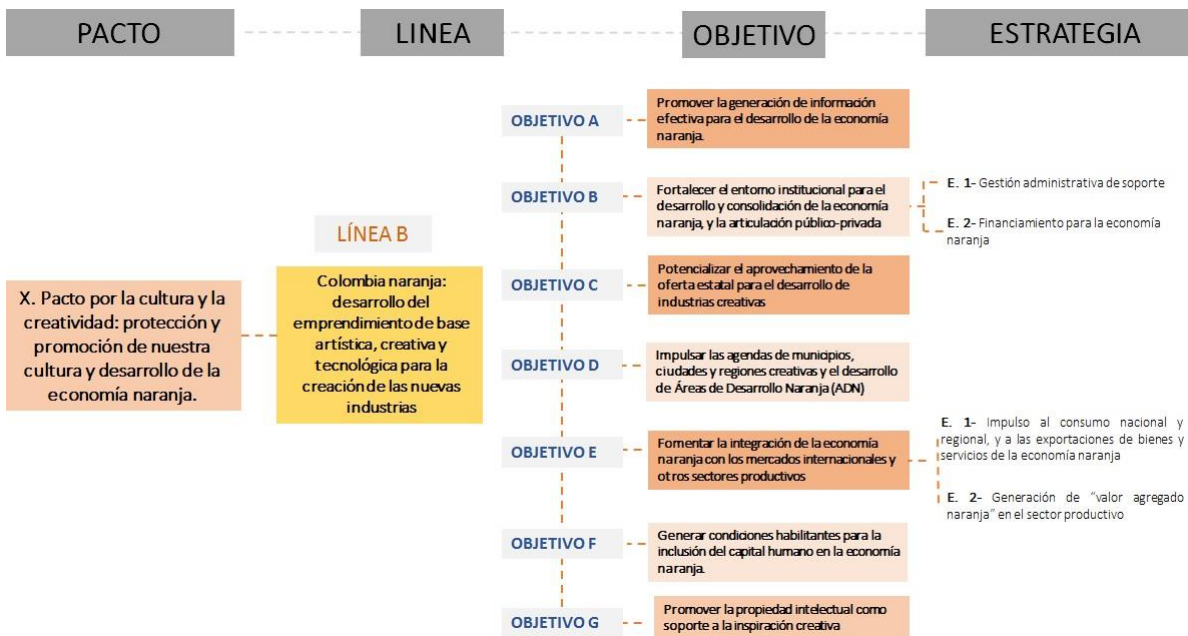 PACTO
LINEA
OBJETIVO
ESTRATEGIA
X. Pacto por la cultura y la
creatividad: protección y
promoción de nuestra
cultura y desarrollo de la
economía naranja.
LÍNEA B
Colombia naranja:
desarrollo del
emprendimiento de base
artística, creativa y
tecnológica para la
creación de las nuevas
industrias
OBJETIVO A
Promover la generación de información
efectiva para el desarrollo de la economía
naranja.
OBJETIVO B
Fortalecer el entorno institucional para el
desarrollo y consolidación de la economía
naranja, y la articulación público-privada
E. 1- Gestión administrativa de soporte
E. 2- Financiamiento para la economía
naranja
OBJETIVO C
Potencializar el aprovechamiento de la
oferta estatal para el desarrollo de
industrias creativas
OBJETIVO D
Impulsar las agendas de municipios,
ciudades y regiones creativas y el desarrollo
de Áreas de Desarrollo Naranja (ADN)
OBJETIVO E
Fomentar la integración de la economía
naranja con los mercados internacionales y
otros sectores productivos
E. 1- Impulso al consumo nacional y
regional, y a las exportaciones de bienes y
servicios de la economía naranja
E. 2- Generación de "valor agregado
naranja" en el sector productivo
OBJETIVO F
Generar condiciones habilitantes para la
inclusión del capital humano en la economía
naranja.
OBJETIVO G
Promover la propiedad intelectual como
soporte a la inspiración creativa